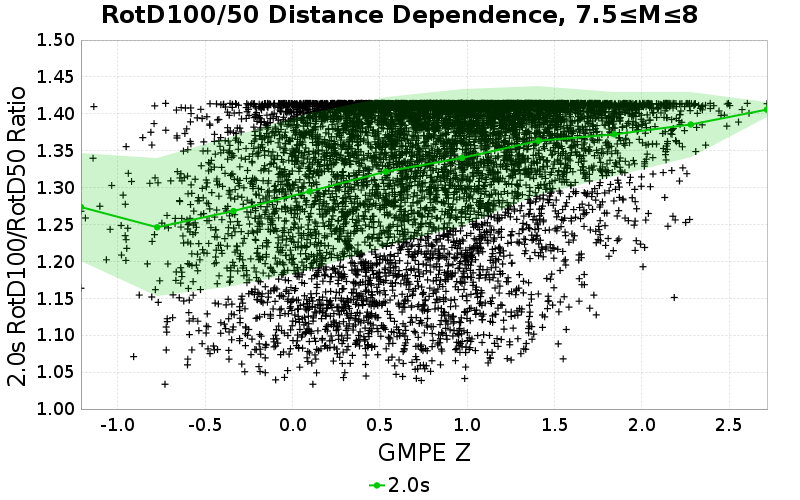 RotD100/50 Distance Dependence, 7.5≤M≤8
2.0s RotD100/RotD50 Ratio
1.50
1.45
1.40
1.35
1.30
1.25
1.20
1.15
1.10
1.05
1.00
-1.0 -0.5 0.0 0.5 1.0 1.5 2.0 2.5
GMPE Z
2.0s